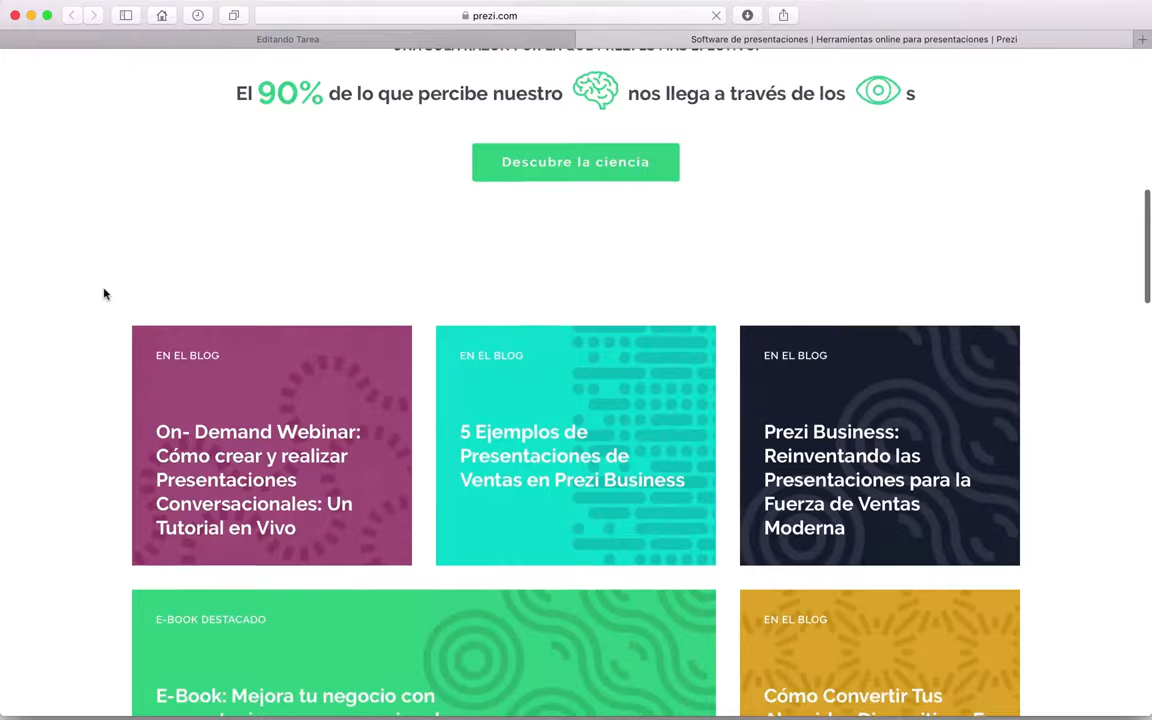 prezi.com
Editando Tarea
Software de presentaciones | Herramientas online para presentaciones | Prezi
El 90% de lo que percibe nuestro nos llega a través de los s
Descubre la ciencia
EN EL BLOG
On- Demand Webinar:
Cómo crear y realizar
Presentaciones
Conversacionales: Un
Tutorial en Vivo
EN EL BLOG
5 Ejemplos de
Presentaciones de
Ventas en Prezi Business
EN EL BLOG
Prezi Business:
Reinventando las
Presentaciones para la
Fuerza de Ventas
Moderna
E-BOOK DESTACADO
E-Book: Mejora tu negocio con
EN EL BLOG
Cómo Convertir Tus